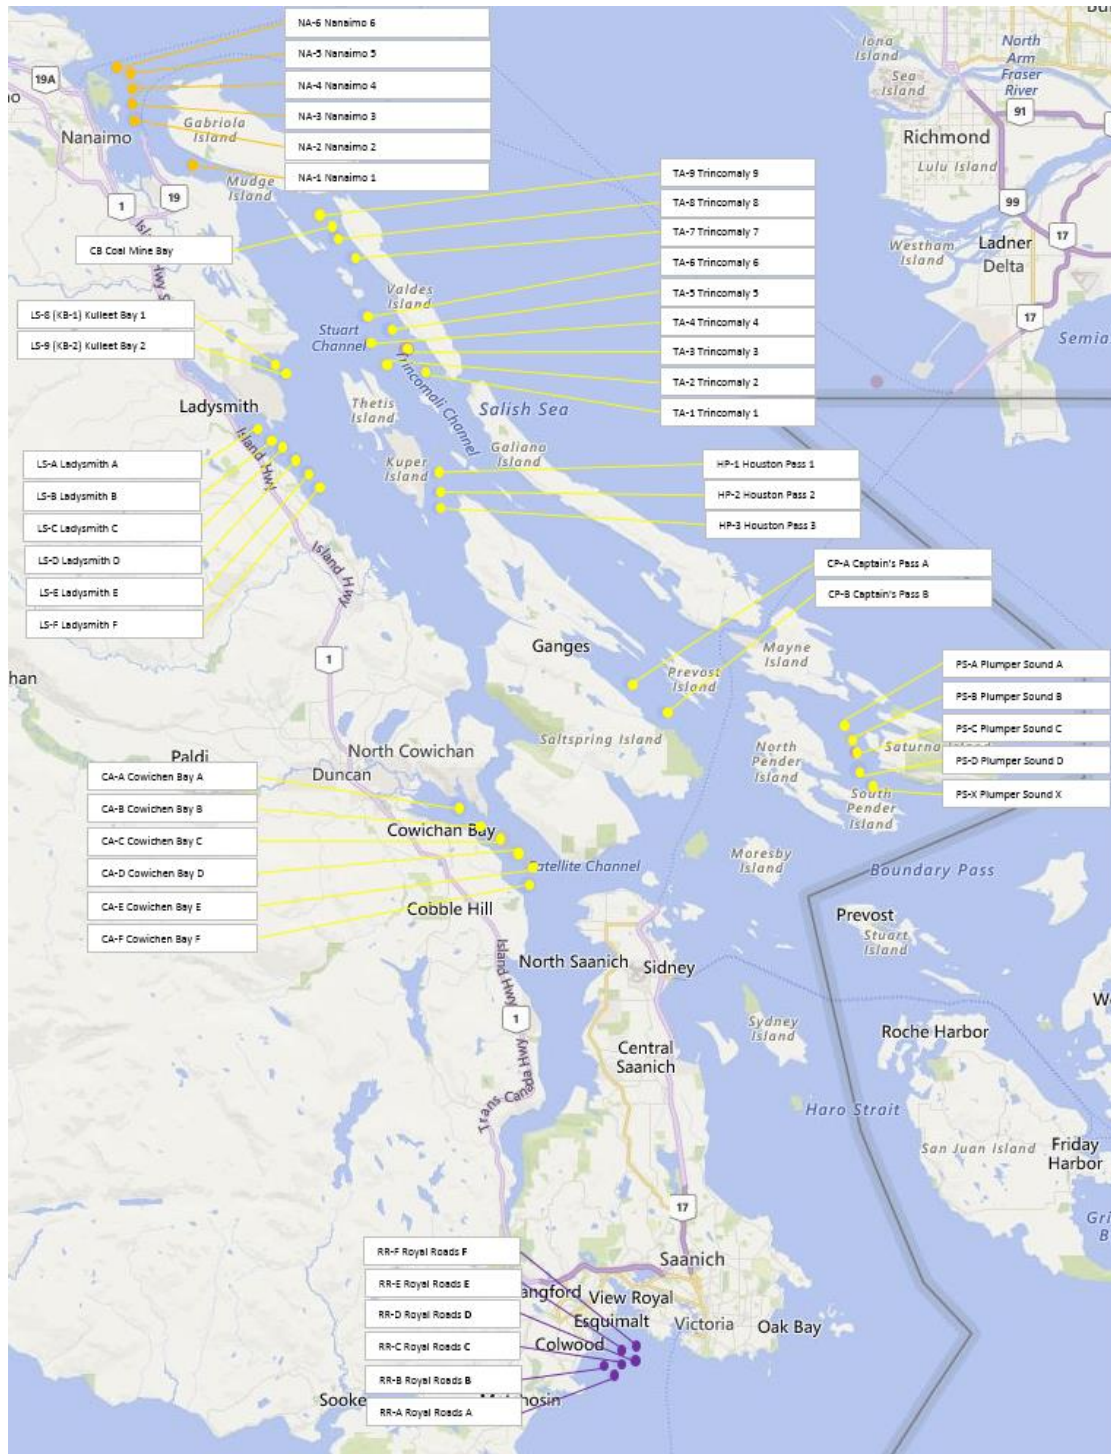 NA-6 Nanaimo 6
NA-5 Nanaimo 5
NA-4 Nanaimo 4
NA-3 Nanaimo 3
NA-2 Nanaimo 2
NA-1 Nanaimo 1
Iona
Island
Sea
Island
North
Arm
Fraser
River
19A
91
Richmond
Lulu Island
Nanaimo
Gabriola
Island
Mudge
Island
1
19
99
17
Westham
Island
Ladner
Delta
17
TA-9 Trincomaly 9
TA-8 Trincomaly 8
TA-7 Trincomaly 7
TA-6 Trincomaly 6
TA-5 Trincomaly 5
TA-4 Trincomaly 4
TA-3 Trincomaly 3
TA-2 Trincomaly 2
TA-1 Trincomaly 1
CB Coal Mine Bay
LS-8 (KB-1) Kulleet Bay 1
LS-9 (KB-2) Kulleet Bay 2
Valdes
Island
Stuart
Channel
Trincomali Channel
Semia
Ladysmith
Thetis
Island
Salish Sea
Galiano
Island
Kuper
Island
Island Hwy
LS-A Ladysmith A
LS-B Ladysmith B
LS-C Ladysmith C
LS-D Ladysmith D
LS-E Ladysmith E
LS-F Ladysmith F
HP-1 Houston Pass 1
HP-2 Houston Pass 2
HP-3 Houston Pass 3
Island Hwy
CP-A Captain's Pass A
CP-B Captain's Pass B
1
Ganges
Mayne
Island
Prevost
Island
han
PS-A Plumper Sound A
PS-B Plumper Sound B
PS-C Plumper Sound C
PS-D Plumper Sound D
PS-X Plumper Sound X
Saltspring Island
North
Pender
Island
South
Pender
Island
North Cowichan
Paldi
Duncan
CA-A Cowichen Bay A
CA-B Cowichen Bay B
CA-C Cowichen Bay C
CA-D Cowichen Bay D
CA-E Cowichen Bay E
CA-F Cowichen Bay F
Cowichan Bay
Satellite Channel
Moresby
Island
Boundary Pass
Cobble Hill
Prevost
Stuart
Island
Island Hwy
North Saanich
Sidney
1
Sydney
Island
Roche Harbor
Central
Saanich
Trans Canada Hwy
Haro Strait
San Juan Island
Friday
Harbor
17
RR-F Royal Roads F
RR-E Royal Roads E
RR-D Royal Roads D
RR-C Royal Roads C
RR-B Royal Roads B
RR-A Royal Roads A
Saanich
angford
View Royal
Esquimalt
Victoria
Oak Bay
Colwood
Sooke